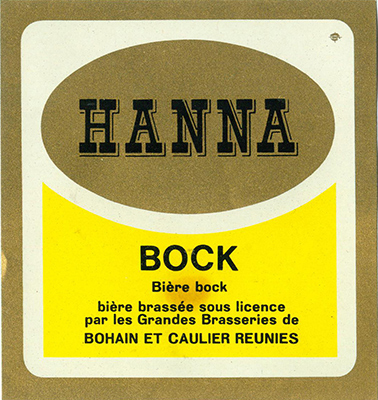 HANNA
BOCK
Bière bock
bière brassée sous licence
par les Grandes Brasseries de
BOHAIN ET CAULIER REUNIES